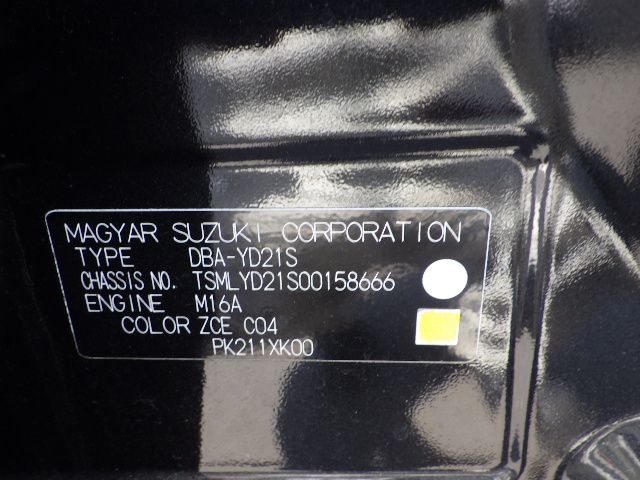 MAGYAR SUZUKI CORPORATION
TYPE DBA-YD21S
CHASSIS NO. TSMLYD21S00158666
ENGINE M16A
COLOR ZCE C04
PK211XK00